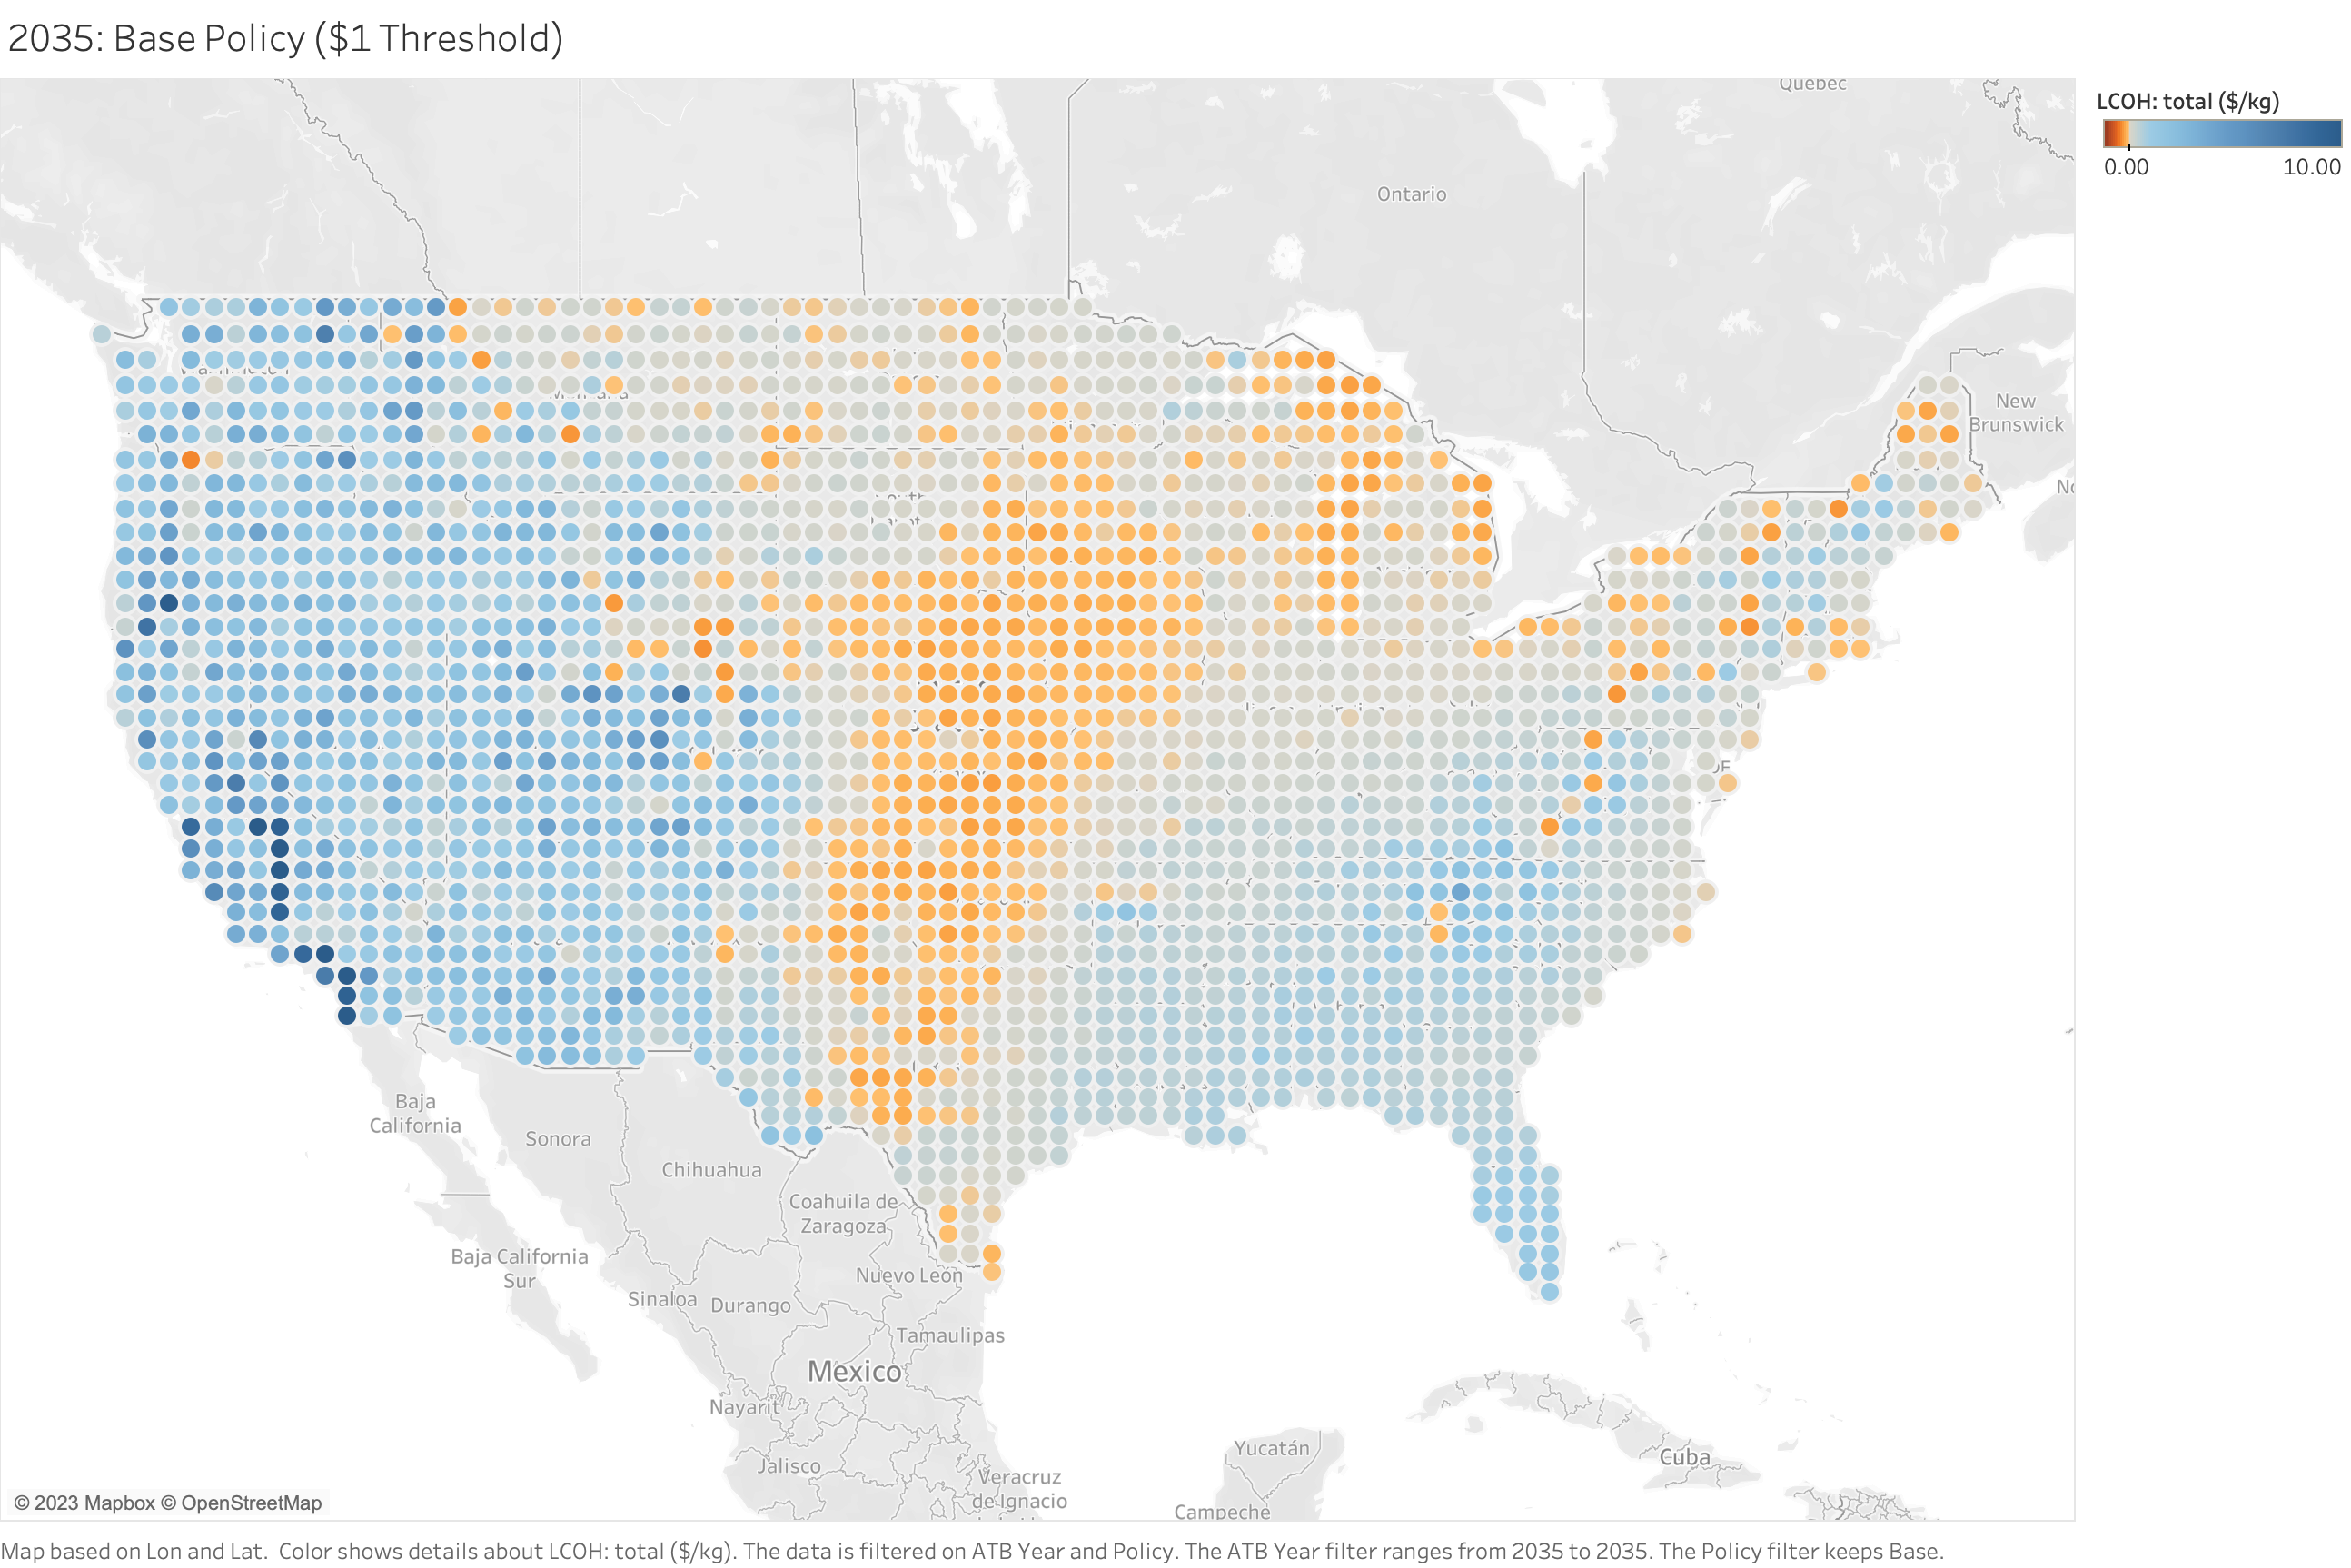 2035: Base Policy ($1 Threshold)
LCOH: total ($/kg)
0.00
10.00
Quebec
Ontario
New
Brunswick
Baja
California
Sonora
Chihuahua
Coahuila de
Zaragoza
Baja California
Sur
Nuevo León
Sinaloa
Durango
Tamaulipas
Mexico
Nayarit
Jalisco
Veracruz
de Ignacio
Yucatán
Campeche
Cuba
© 2023 Mapbox © OpenStreetMap
Map based on Lon and Lat. Color shows details about LCOH: total ($/kg). The data is filtered on ATB Year and Policy. The ATB Year filter ranges from 2035 to 2035. The Policy filter keeps Base.